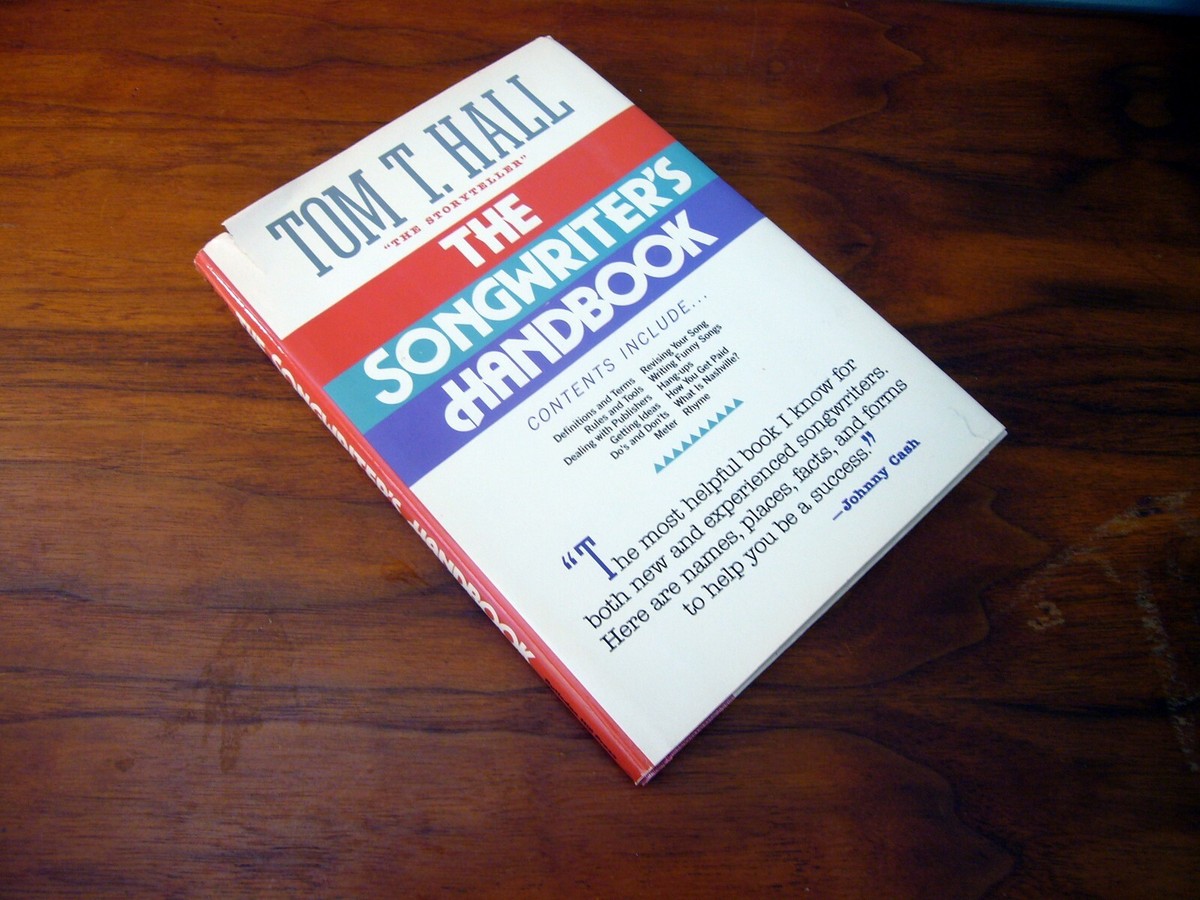 TOM T. HALL
"THE STORYTELLER"
THE
SONGWRITER'S
HANDBOOK
CONTENTS INCLUDE....
Definitions and Terms
Rules and Tools
Dealing with Publishers
Getting Ideas
Do's and Don'ts
Meter
Revising Your Song
Writing Funny Songs
Hang-ups
How You Get Paid
What Is Nashville?
Rhyme
"The most helpful book I know for
both new and experienced songwriters.
Here are names, places, facts, and forms
to help you be a success."
—Johnny Cash
THE SONGWRITER'S HANDBOOK